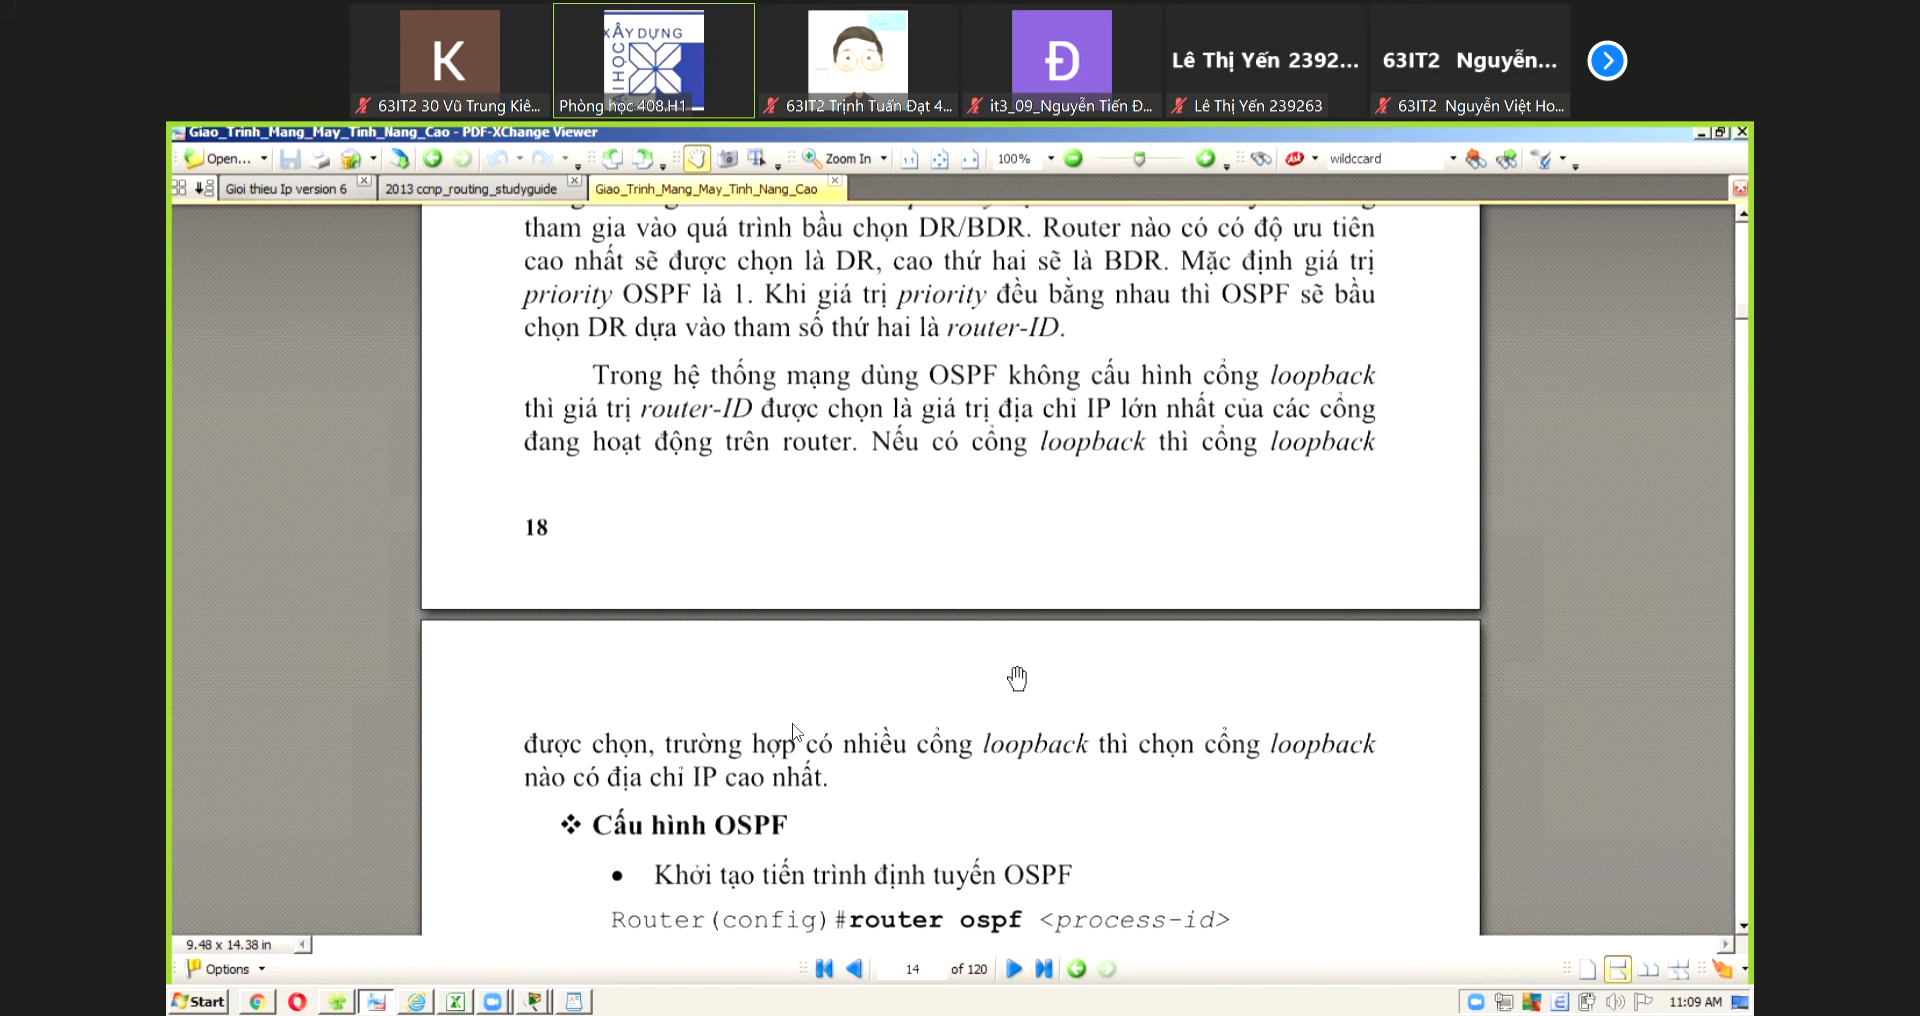 K
XÂY DỰNG
Đ
Lê Thị Yến 2392...
63IT2 Nguyễn...
63IT2 30 Vũ Trung Kiê...
Phòng học 408.H1
63IT2 Trịnh Tuấn Đạt 4...
it3_09_Nguyễn Tiến Đ...
Lê Thị Yến 239263
63IT2 Nguyễn Việt Ho...
Giao_Trinh_Mang_May_Tinh_Nang_Cao - PDF-XChange Viewer
Open...
Zoom In
100%
wildccard
Gioi thieu Ip version 6
2013 ccnp_routing_studyguide
Giao_Trinh_Mang_May_Tinh_Nang_Cao
tham gia vào quá trình bầu chọn DR/BDR. Router nào có có độ ưu tiên
cao nhất sẽ được chọn là DR, cao thứ hai sẽ là BDR. Mặc định giá trị
priority OSPF là 1. Khi giá trị priority đều bằng nhau thì OSPF sẽ bầu
chọn DR dựa vào tham số thứ hai là router-ID.
Trong hệ thống mạng dùng OSPF không cấu hình cổng loopback
thì giá trị router-ID được chọn là giá trị địa chỉ IP lớn nhất của các cổng
đang hoạt động trên router. Nếu có cổng loopback thì cổng loopback
18
được chọn, trường hợp có nhiều cổng loopback thì chọn cổng loopback
nào có địa chỉ IP cao nhất.
❖ Cấu hình OSPF
• Khởi tạo tiến trình định tuyến OSPF
Router(config)#router ospf <process-id>
9.48 x 14.38 in
Options
14
of 120
Start
11:09 AM